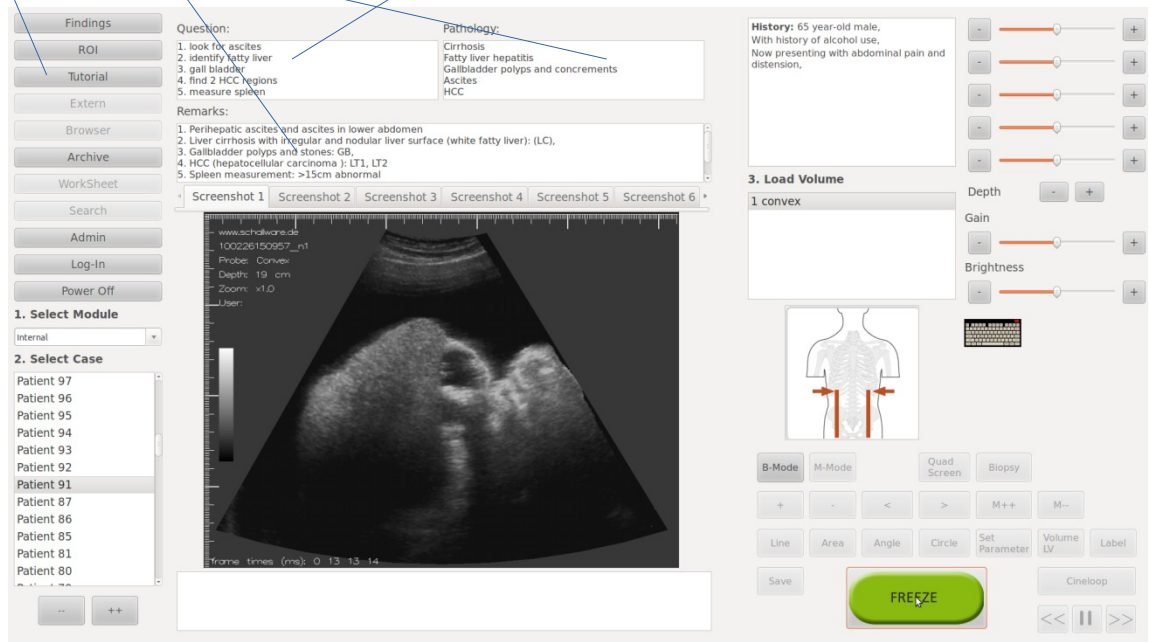 Findings
ROI
Tutorial
Extern
Browser
Archive
WorkSheet
Search
Admin
Log-In
Power Off
1. Select Module
Internal
2. Select Case
Patient 97
Patient 96
Patient 95
Patient 94
Patient 93
Patient 92
Patient 91
Patient 87
Patient 86
Patient 85
Patient 81
Patient 80
-- ++
Question:
1. look for ascites
2. identify fatty liver
3. gall bladder
4. find 2 HCC regions
5. measure spleen
Pathology:
Cirrhosis
Fatty liver hepatitis
Gallbladder polyps and concrements
Ascites
HCC
Remarks:
1. Perihepatic ascites and ascites in lower abdomen
2. Liver cirrhosis with irregular and nodular liver surface (white fatty liver): (LC),
3. Gallbladder polyps and stones: GB,
4. HCC (hepatocellular carcinoma ): LT1, LT2
5. Spleen measurement: >15cm abnormal
Screenshot 1 Screenshot 2 Screenshot 3 Screenshot 4 Screenshot 5 Screenshot 6
www.schallware.de
100226150957_n1
Probe: Convex
Depth: 19 cm
Zoom: x1.0
User:
frame times (ms): 0 13 13 14
History: 65 year-old male,
With history of alcohol use,
Now presenting with abdominal pain and
distension,
3. Load Volume
1 convex
- +
- +
- +
- +
- +
Depth - +
Gain
- +
Brightness
- +
B-Mode M-Mode Quad Screen Biopsy
+ - < > M++ M--
Line Area Angle Circle Set Parameter Volume LV Label
Save FREEZE Cineloop
<< || >>